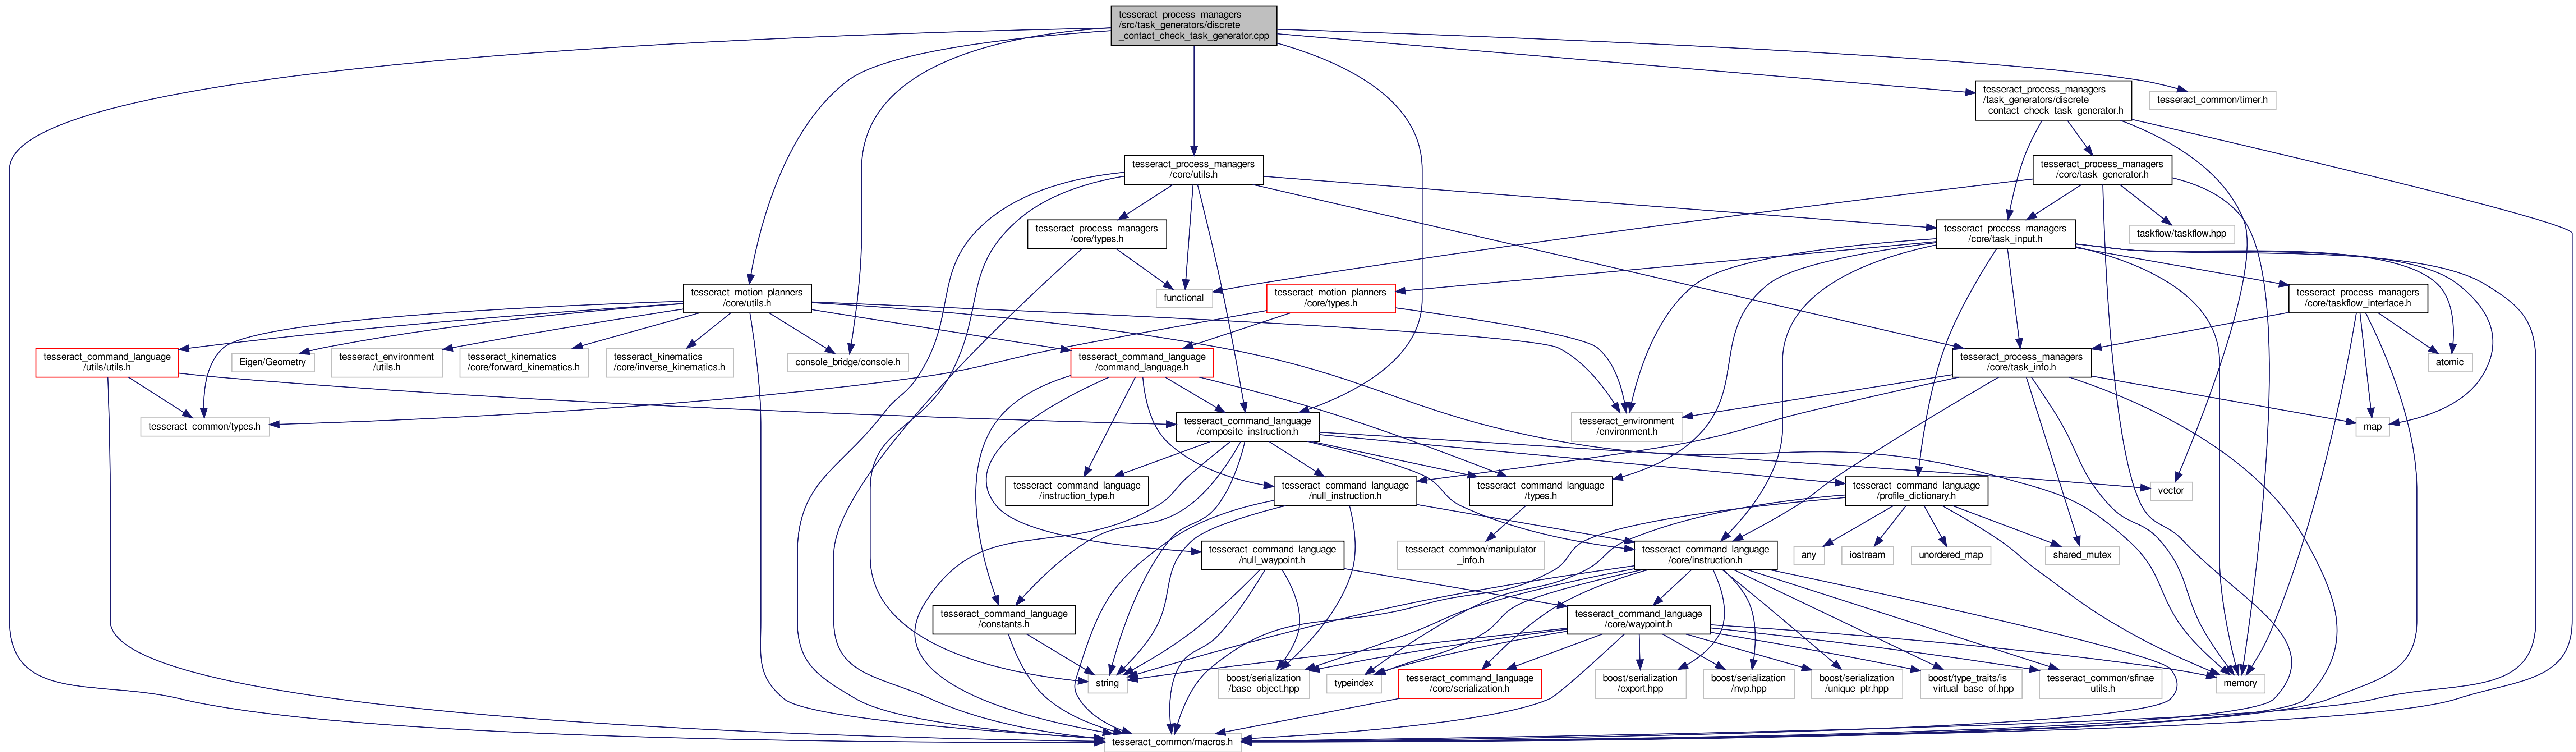 tesseract_process_managers
/src/task_generators/discrete
_contact_check_task_generator.cpp
tesseract_process_managers
/task_generators/discrete
_contact_check_task_generator.h
tesseract_common/timer.h
tesseract_process_managers
/core/utils.h
tesseract_process_managers
/core/task_generator.h
tesseract_process_managers
/core/types.h
tesseract_process_managers
/core/task_input.h
taskflow/taskflow.hpp
tesseract_motion_planners
/core/utils.h
functional
tesseract_motion_planners
/core/types.h
tesseract_process_managers
/core/taskflow_interface.h
tesseract_command_language
/utils/utils.h
Eigen/Geometry
tesseract_environment
/utils.h
tesseract_kinematics
/core/forward_kinematics.h
tesseract_kinematics
/core/inverse_kinematics.h
console_bridge/console.h
tesseract_command_language
/command_language.h
tesseract_process_managers
/core/task_info.h
atomic
tesseract_common/types.h
tesseract_command_language
/composite_instruction.h
tesseract_environment
/environment.h
map
tesseract_command_language
/instruction_type.h
tesseract_command_language
/null_instruction.h
tesseract_command_language
/types.h
tesseract_command_language
/profile_dictionary.h
vector
tesseract_command_language
/null_waypoint.h
tesseract_common/manipulator
_info.h
tesseract_command_language
/core/instruction.h
any
iostream
unordered_map
shared_mutex
tesseract_command_language
/constants.h
tesseract_command_language
/core/waypoint.h
string
boost/serialization
/base_object.hpp
typeindex
tesseract_command_language
/core/serialization.h
boost/serialization
/export.hpp
boost/serialization
/nvp.hpp
boost/serialization
/unique_ptr.hpp
boost/type_traits/is
_virtual_base_of.hpp
tesseract_common/sfinae
_utils.h
memory
tesseract_common/macros.h